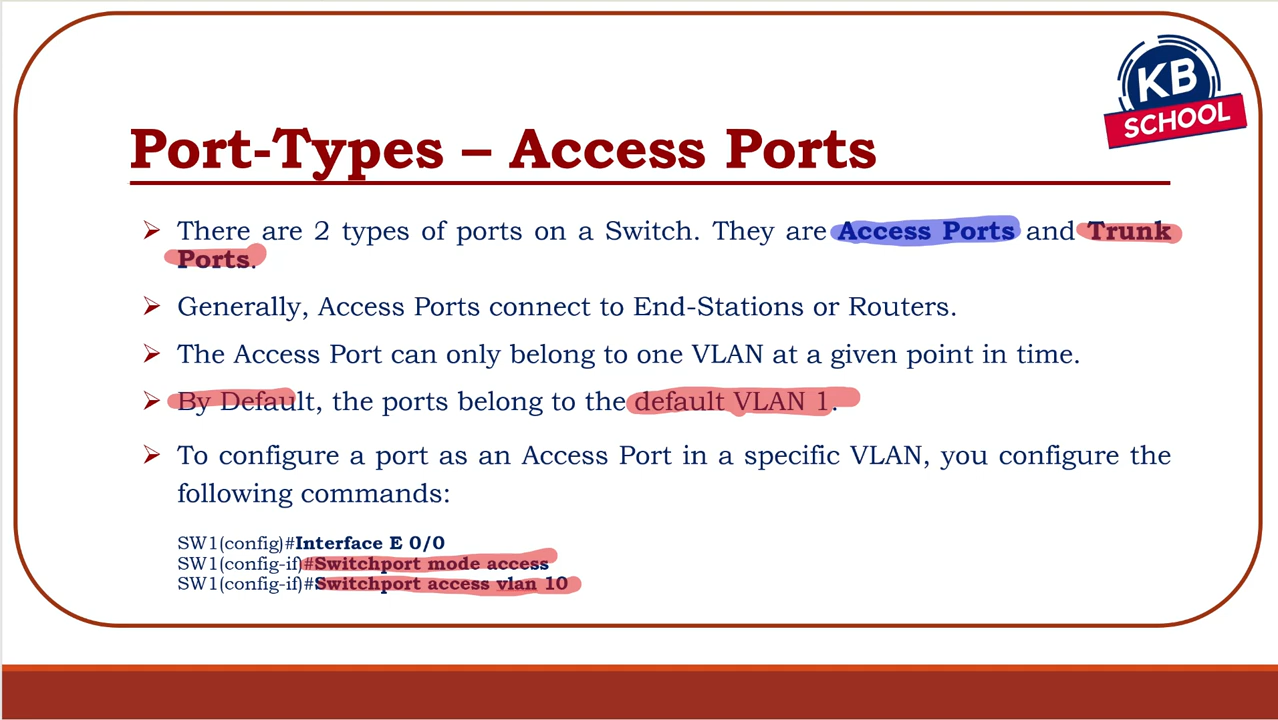 KB
SCHOOL
Port-Types – Access Ports
There are 2 types of ports on a Switch. They are Access Ports and Trunk
Ports.
Generally, Access Ports connect to End-Stations or Routers.
The Access Port can only belong to one VLAN at a given point in time.
By Default, the ports belong to the default VLAN 1.
To configure a port as an Access Port in a specific VLAN, you configure the
following commands:
SW1(config)#Interface E 0/0
SW1(config-if)#Switchport mode access
SW1(config-if)#Switchport access vlan 10